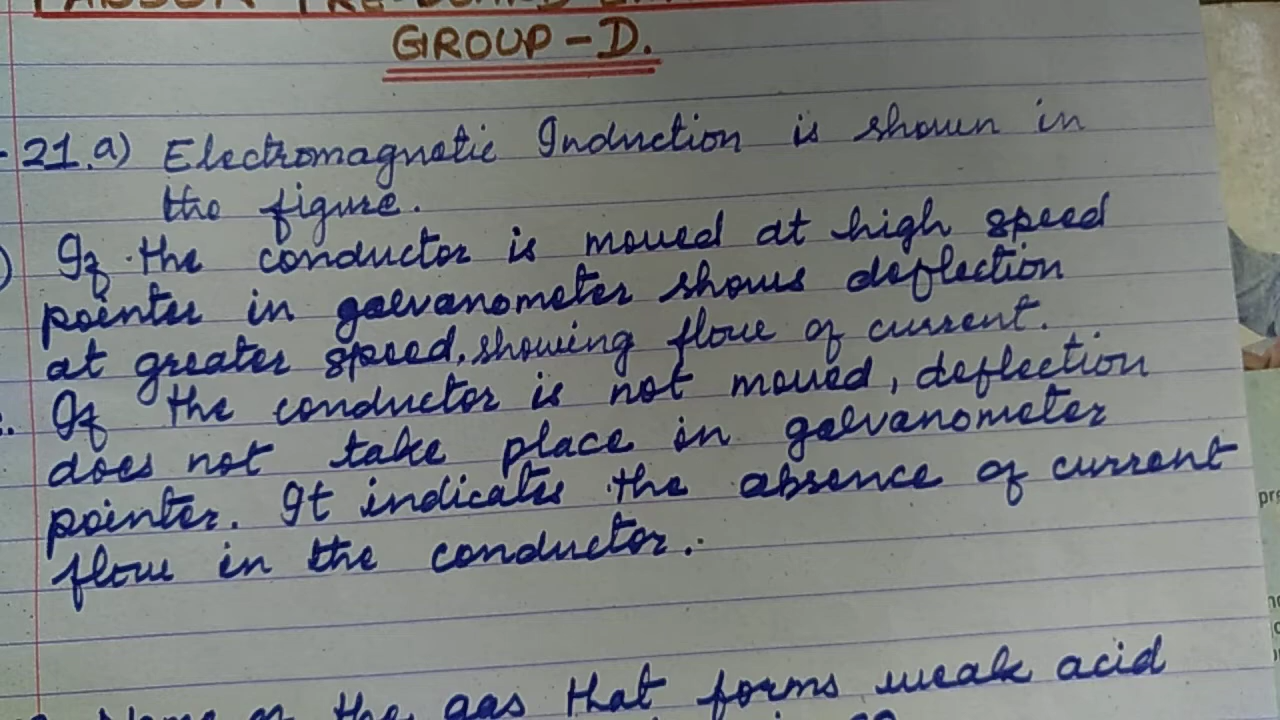 GROUP-D.
21.a) Electromagnetic Induction is shown in
the figure.
) If the conductor is moved at high speed
pointer in galvanometer shows deflection
at greater speed, showing flow of current.
. If the conductor is not moved, deflection
does not take place in galvanometer
pointer. It indicates the absence of current
flow in the conductor.
the gas that forms weak acid